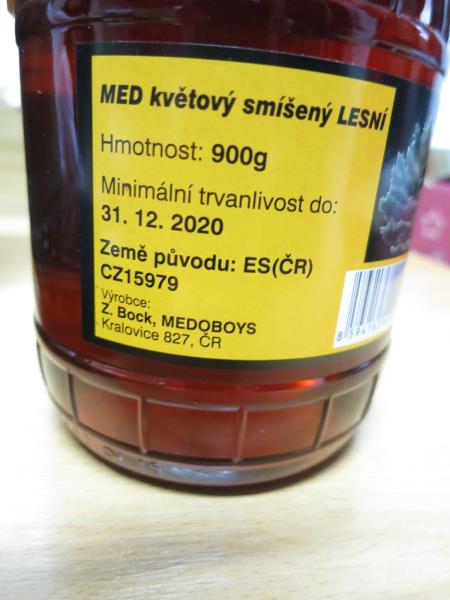 MED květový smíšený LESNÍ
Hmotnost: 900g
Minimální trvanlivost do:
31. 12. 2020
Země původu: ES(ČR)
CZ15979
Výrobce:
Z. Bock, MEDOBOYS
Kralovice 827, ČR